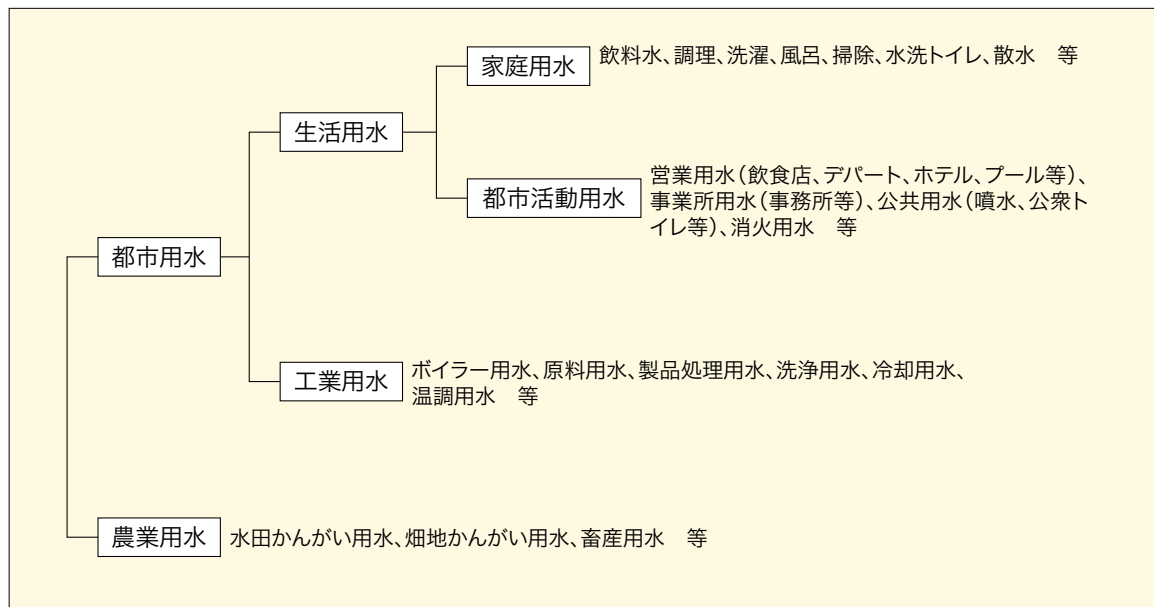 家庭用水
飲料水、調理、洗濯、風呂、掃除、水洗トイレ、散水　等
生活用水
都市活動用水
営業用水(飲食店、デパート、ホテル、プール等)、
事業所用水(事務所等)、公共用水(噴水、公衆ト
イレ等)、消火用水　等
都市用水
工業用水
ボイラー用水、原料用水、製品処理用水、洗浄用水、冷却用水、
温調用水　等
農業用水
水田かんがい用水、畑地かんがい用水、畜産用水　等